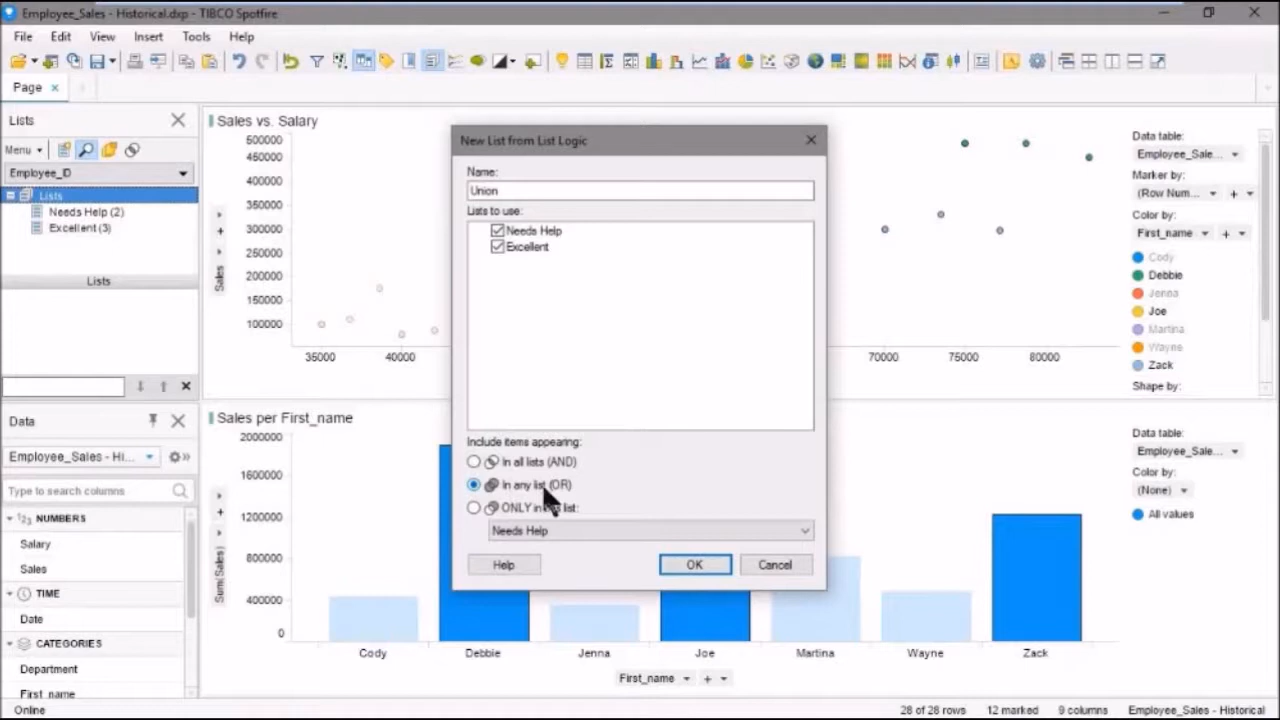 Employee_Sales - Historical.dxp - TIBCO Spotfire
File Edit View Insert Tools Help
Page
Lists
Menu
Employee_ID
Lists
Needs Help (2)
Excellent (3)
Lists
Data
Employee_Sales - Hi...
Type to search columns
NUMBERS
Salary
Sales
TIME
Date
CATEGORIES
Department
First_name
Sales vs. Salary
500000
450000
400000
350000
300000
250000
200000
150000
100000
Sales
35000 40000 70000 75000 80000
Data table:
Employee_Sale...
Marker by:
(Row Num...
Color by:
First_name
Cody
Debbie
Jenna
Joe
Martina
Wayne
Zack
Shape by:
New List from List Logic
Name:
Union
Lists to use:
Needs Help
Excellent
Include items appearing:
In all lists (AND)
In any list (OR)
ONLY in list:
Needs Help
Help OK Cancel
Sales per First_name
2000000
1600000
1200000
800000
400000
0
Sum(Sales)
Cody Debbie Jenna Joe Martina Wayne Zack
First_name
Data table:
Employee_Sale...
Color by:
(None)
All values
Online
28 of 28 rows 12 marked 9 columns Employee_Sales - Historical